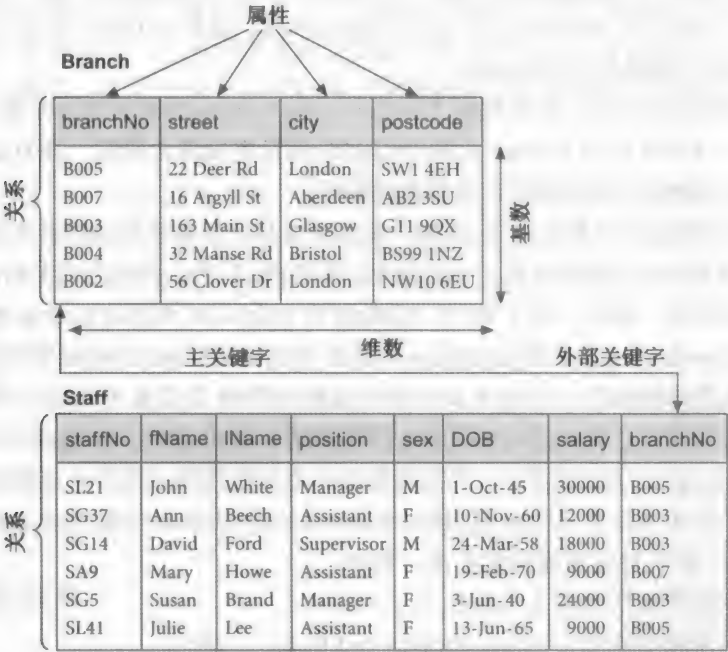 属性
Branch
branchNo street city postcode
B005 22 Deer Rd London SW1 4EH
B007 16 Argyll St Aberdeen AB2 3SU
B003 163 Main St Glasgow G11 9QX
B004 32 Manse Rd Bristol BS99 1NZ
B002 56 Clover Dr London NW10 6EU
关系
基数
维数
主关键字
外部关键字
Staff
staffNo fName lName position sex DOB salary branchNo
SL21 John White Manager M 1-Oct-45 30000 B005
SG37 Ann Beech Assistant F 10-Nov-60 12000 B003
SG14 David Ford Supervisor M 24-Mar-58 18000 B003
SA9 Mary Howe Assistant F 19-Feb-70 9000 B007
SG5 Susan Brand Manager F 3-Jun-40 24000 B003
SL41 Julie Lee Assistant F 13-Jun-65 9000 B005
关系